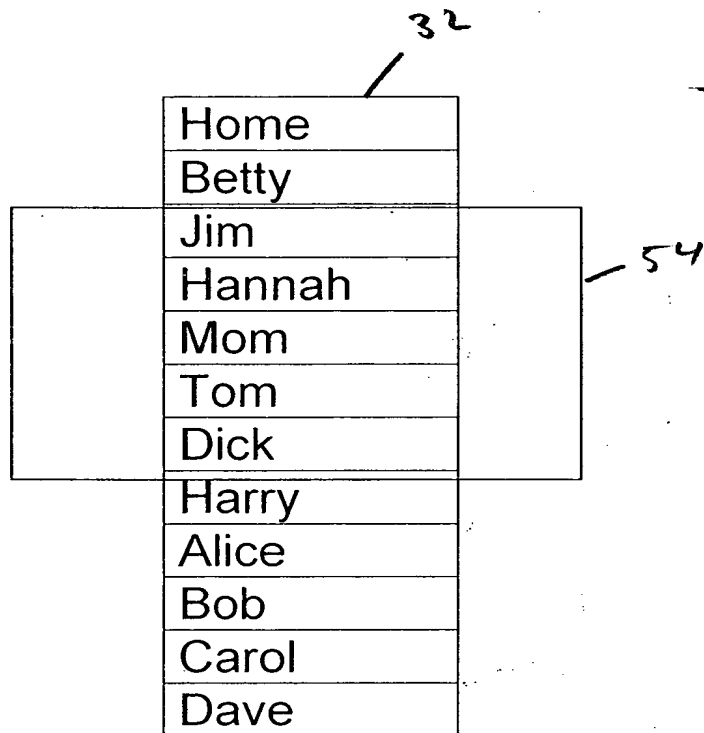 32
Home
Betty
Jim
54
Hannah
Mom
Tom
Dick
Harry
Alice
Bob
Carol
Dave